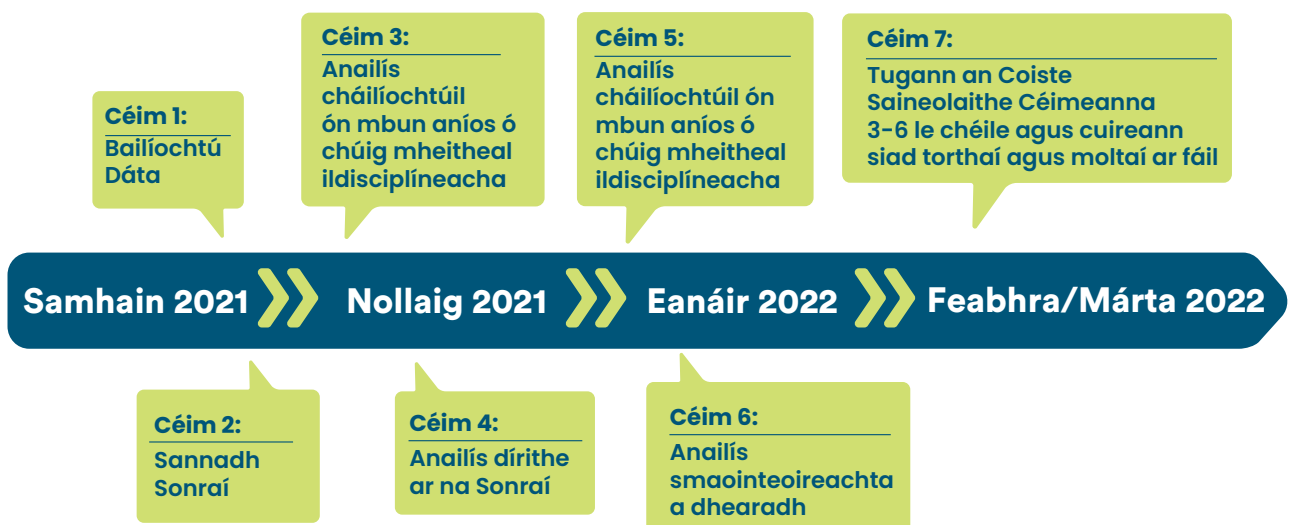 Céim 1:
Bailíochtú
Dáta
Céim 3:
Anailís
cháilíochtúil
ón mbun aníos ó
chúig mheitheal
ildisciplíneacha
Céim 5:
Anailís
cháilíochtúil ón
mbun aníos ó
chúig mheitheal
ildisciplíneacha
Céim 7:
Tugann an Coiste
Saineolaithe Céimeanna
3-6 le chéile agus cuireann
siad torthaí agus moltaí ar fáil
Samhain 2021
Nollaig 2021
Eanáir 2022
Feabhra/Márta 2022
Céim 2:
Sannadh
Sonraí
Céim 4:
Anailís dírithe
ar na Sonraí
Céim 6:
Anailís
smaointeoireachta
a dhearadh